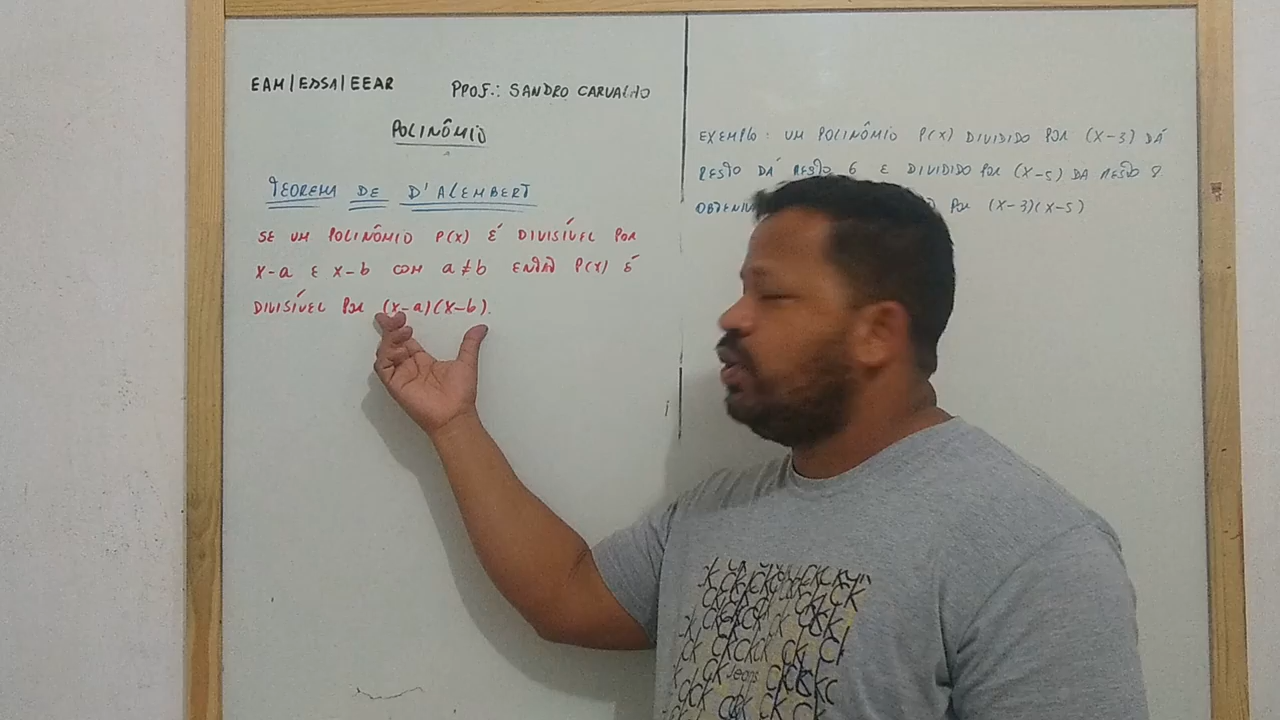 EAM/ESSA/EEAR
PROF.: SANDRO CARVALHO
POLINÔMIO
TEOREMA DE D'ALEMBERT
SE UM POLINÔMIO P(X) É DIVISÍVEL POR
X-a E X-b COM a≠b ENTÃO P(X) É
DIVISÍVEL POR (X-a)(X-b).
EXEMPLO: UM POLINÔMIO P(X) DIVIDIDO POR (X-3) DÁ
RESTO DÁ RESTO 6 E DIVIDIDO POR (X-5) DA RESTO 8.
POR (X-3)(X-5)
CK
Jeans